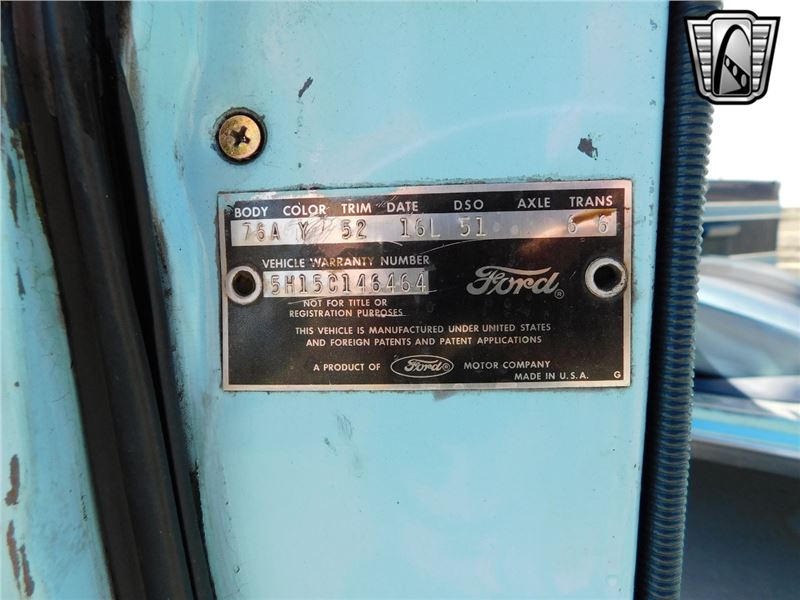 BODY COLOR TRIM DATE DSO AXLE TRANS
76A Y 52 16L 51 6 6
VEHICLE WARRANTY NUMBER
5H15C146464
Ford®
NOT FOR TITLE OR
REGISTRATION PURPOSES
THIS VEHICLE IS MANUFACTURED UNDER UNITED STATES
AND FOREIGN PATENTS AND PATENT APPLICATIONS
A PRODUCT OF Ford® MOTOR COMPANY
MADE IN U.S.A. G